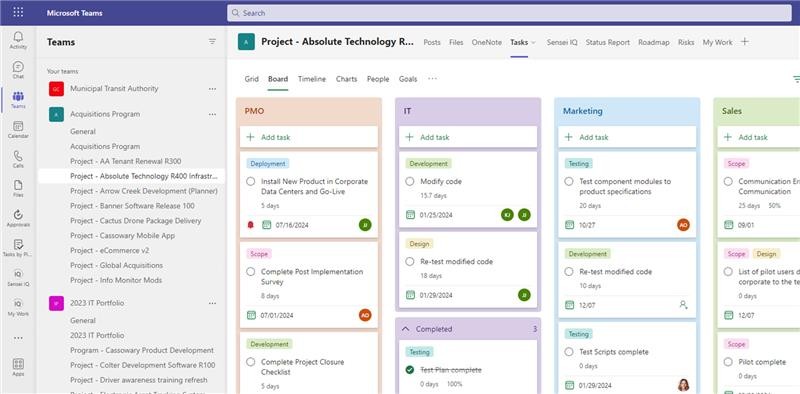 Microsoft Teams
Search
Activity
Chat
Teams
Calendar
Calls
Files
Approvals
Tasks by Pl...
Sensei IQ
My Work
Apps
Teams
Your teams
GC Municipal Transit Authority
A Acquisitions Program
General
Acquisitions Program
Project - AA Tenant Renewal R300
Project - Absolute Technology R400 Infrastr...
Project - Arrow Creek Development (Planner)
Project - Banner Software Release 100
Project - Cactus Drone Package Delivery
Project - Cassowary Mobile App
Project - eCommerce v2
Project - Global Acquisitions
Project - Info Monitor Mods
2023 IT Portfolio
General
2023 IT Portfolio
Program - Cassowary Product Development
Project - Colter Development Software R100
Project - Driver awareness training refresh
A Project - Absolute Technology R...
Posts Files OneNote Tasks Sensei IQ Status Report Roadmap Risks My Work
Grid Board Timeline Charts People Goals
PMO
Add task
Deployment
Install New Product in Corporate
Data Centers and Go-Live
5 days
07/16/2024 JJ
Scope
Complete Post Implementation
Survey
8 days
07/01/2024 AO
Development
Complete Project Closure
Checklist
5 days
IT
Add task
Development
Modify code
15.7 days
01/25/2024 KJ JJ
Design
Re-test modified code
18 days
01/29/2024 JJ
Completed 3
Testing
Test Plan complete
0 days 100%
Marketing
Add task
Testing
Test component modules to
product specifications
20 days
10/27 AO
Development
Re-test modified code
10 days
12/07
Testing
Test Scripts complete
0 days
01/29/2024
Sales
Add task
Scope
Communication
25 days 50%
09/01
Scope Design
List of pilot users
corporate to the
12/07
Pilot complete
0 days